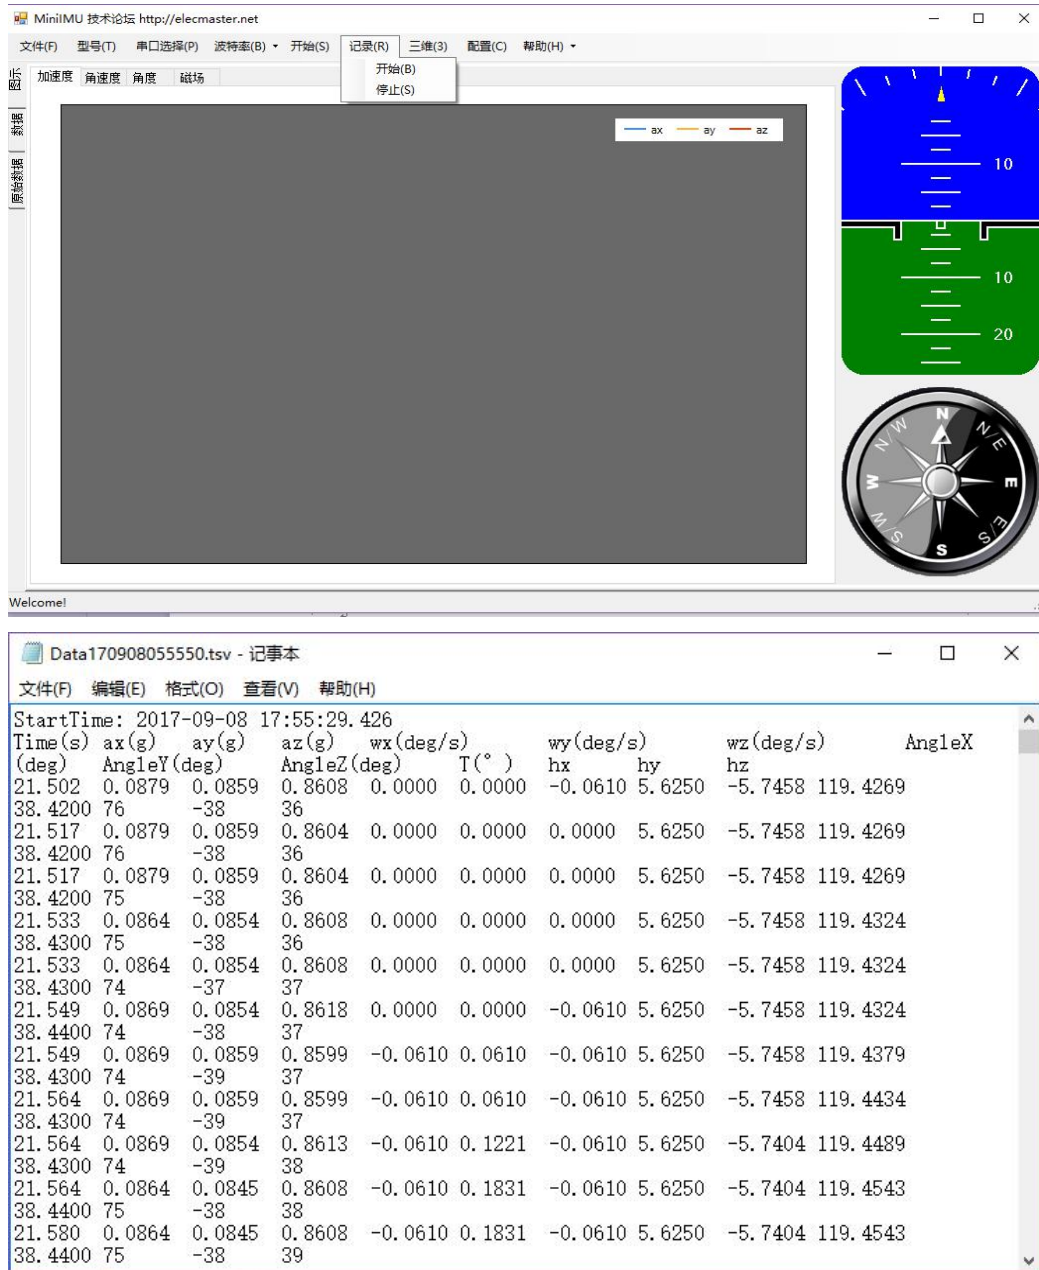 MiniIMU 技术论坛 http://elecmaster.net
文件(F) 型号(T) 串口选择(P) 波特率(B) 开始(S) 记录(R) 三维(3) 配置(C) 帮助(H)
开始(B)
停止(S)
图示
数据
原始数据
加速度 角速度 角度 磁场
ax ay az
10
10
20
N
N/E
E
E/S
S
W/S
W
N/W
Welcome!
Data170908055550.tsv - 记事本
文件(F) 编辑(E) 格式(O) 查看(V) 帮助(H)
StartTime: 2017-09-08 17:55:29.426
Time(s) ax(g) ay(g) az(g) wx(deg/s) wy(deg/s) wz(deg/s) AngleX
(deg) AngleY(deg) AngleZ(deg) T(°) hx hy hz
21.502 0.0879 0.0859 0.8608 0.0000 0.0000 -0.0610 5.6250 -5.7458 119.4269
38.4200 76 -38 36
21.517 0.0879 0.0859 0.8604 0.0000 0.0000 0.0000 5.6250 -5.7458 119.4269
38.4200 76 -38 36
21.517 0.0879 0.0859 0.8604 0.0000 0.0000 0.0000 5.6250 -5.7458 119.4269
38.4200 75 -38 36
21.533 0.0864 0.0854 0.8608 0.0000 0.0000 0.0000 5.6250 -5.7458 119.4324
38.4300 75 -38 36
21.533 0.0864 0.0854 0.8608 0.0000 0.0000 0.0000 5.6250 -5.7458 119.4324
38.4300 74 -37 37
21.549 0.0869 0.0854 0.8618 0.0000 0.0000 -0.0610 5.6250 -5.7458 119.4324
38.4400 74 -38 37
21.549 0.0869 0.0859 0.8599 -0.0610 0.0610 -0.0610 5.6250 -5.7458 119.4379
38.4300 74 -39 37
21.564 0.0869 0.0859 0.8599 -0.0610 0.0610 -0.0610 5.6250 -5.7458 119.4434
38.4300 74 -39 37
21.564 0.0869 0.0854 0.8613 -0.0610 0.1221 -0.0610 5.6250 -5.7404 119.4489
38.4300 74 -39 38
21.564 0.0864 0.0845 0.8608 -0.0610 0.1831 -0.0610 5.6250 -5.7404 119.4543
38.4400 75 -38 38
21.580 0.0864 0.0845 0.8608 -0.0610 0.1831 -0.0610 5.6250 -5.7404 119.4543
38.4400 75 -38 39